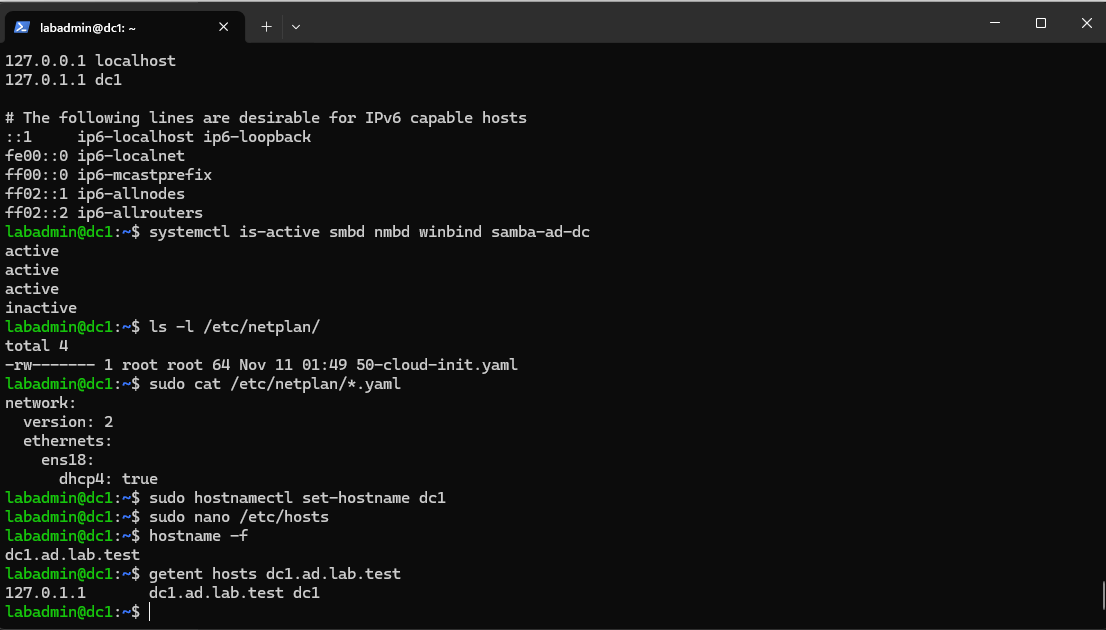 labadmin@dc1: ~
127.0.0.1 localhost
127.0.1.1 dc1
# The following lines are desirable for IPv6 capable hosts
::1     ip6-localhost ip6-loopback
fe00::0 ip6-localnet
ff00::0 ip6-mcastprefix
ff02::1 ip6-allnodes
ff02::2 ip6-allrouters
labadmin@dc1:~$ systemctl is-active smbd nmbd winbind samba-ad-dc
active
active
active
inactive
labadmin@dc1:~$ ls -l /etc/netplan/
total 4
-rw------- 1 root root 64 Nov 11 01:49 50-cloud-init.yaml
labadmin@dc1:~$ sudo cat /etc/netplan/*.yaml
network:
  version: 2
  ethernets:
    ens18:
      dhcp4: true
labadmin@dc1:~$ sudo hostnamectl set-hostname dc1
labadmin@dc1:~$ sudo nano /etc/hosts
labadmin@dc1:~$ hostname -f
dc1.ad.lab.test
labadmin@dc1:~$ getent hosts dc1.ad.lab.test
127.0.1.1       dc1.ad.lab.test dc1
labadmin@dc1:~$